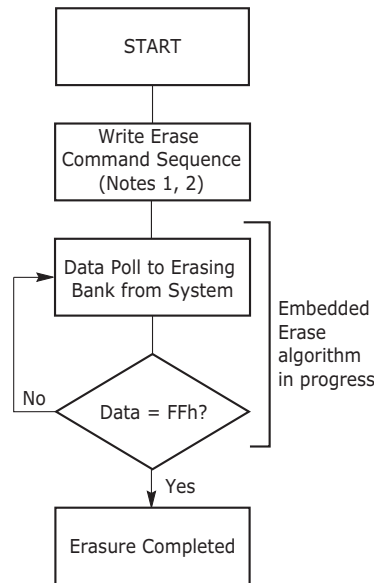 START
Write Erase
Command Sequence
(Notes 1, 2)
Data Poll to Erasing
Bank from System
Embedded
Erase
algorithm
in progress
No
Data = FFh?
Yes
Erasure Completed